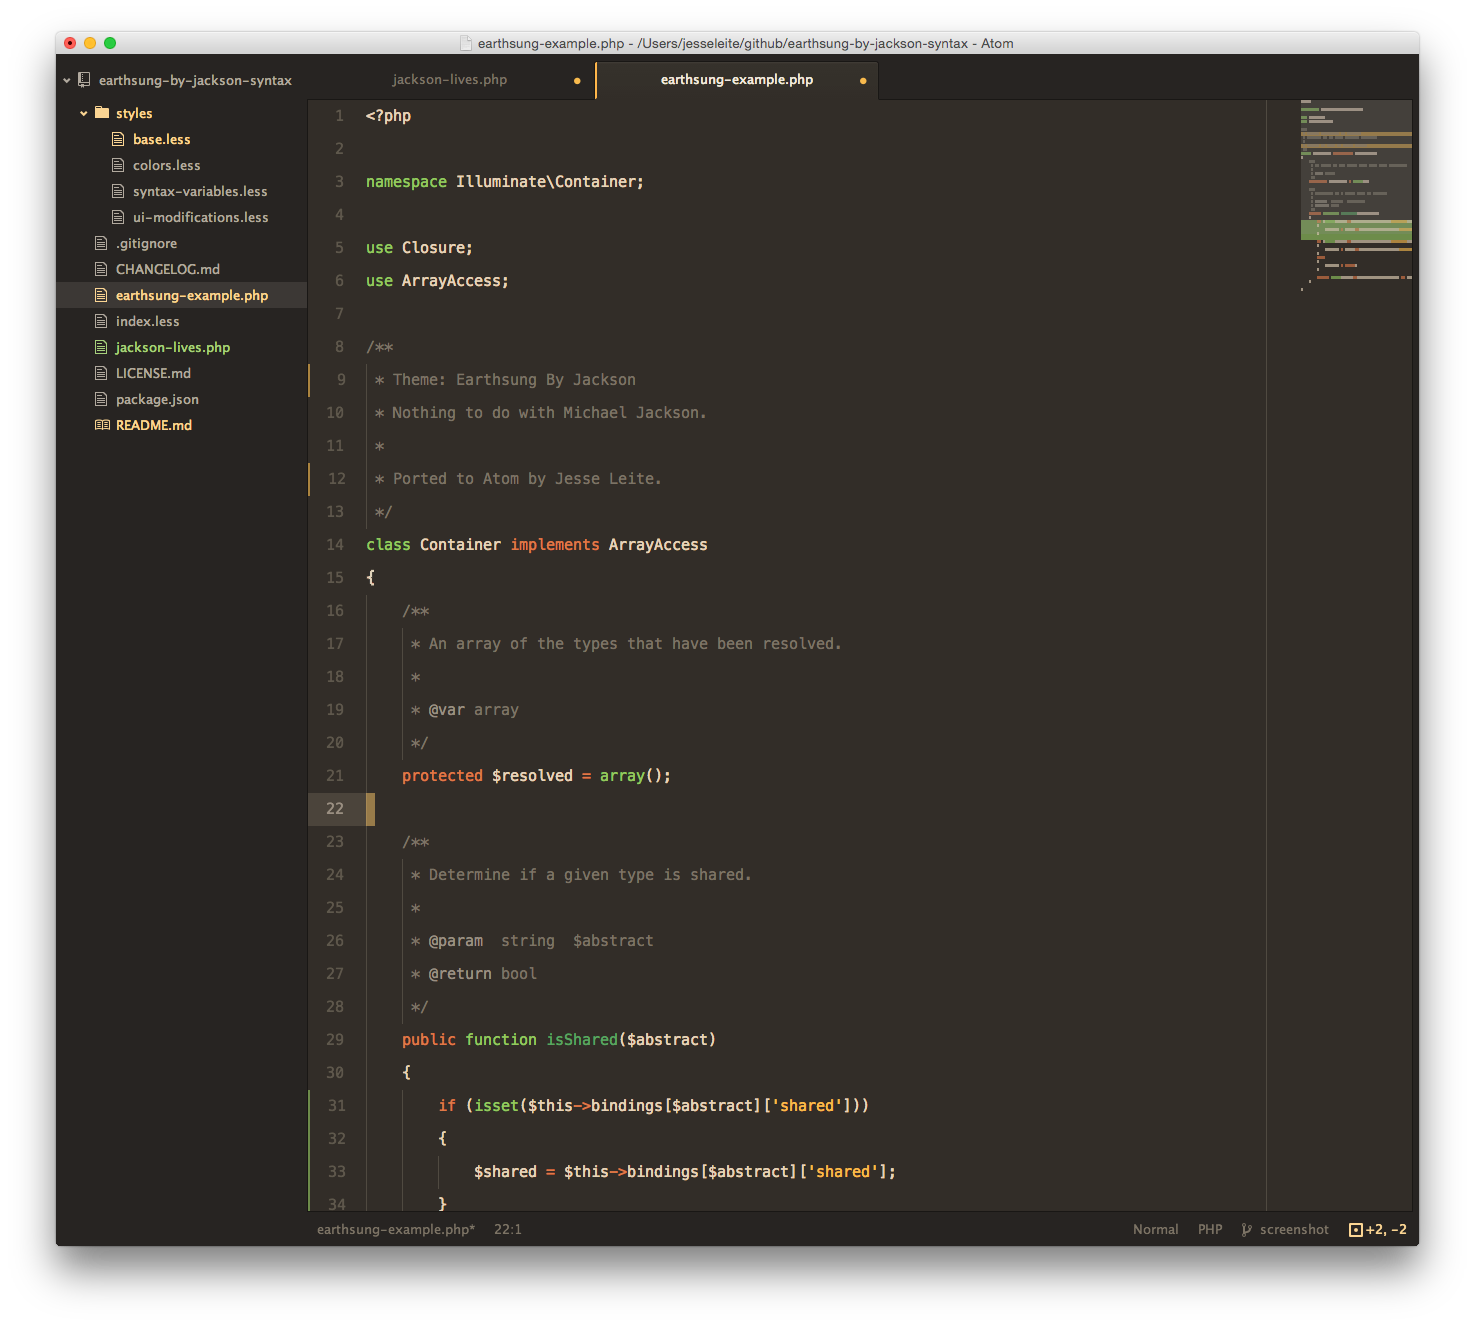 earthsung-example.php - /Users/jesseleite/github/earthsung-by-jackson-syntax - Atom
earthsung-by-jackson-syntax
styles
base.less
colors.less
syntax-variables.less
ui-modifications.less
.gitignore
CHANGELOG.md
earthsung-example.php
index.less
jackson-lives.php
LICENSE.md
package.json
README.md
jackson-lives.php
earthsung-example.php
1 <?php
2
3 namespace Illuminate\Container;
4
5 use Closure;
6 use ArrayAccess;
7
8 /**
9 * Theme: Earthsung By Jackson
10 * Nothing to do with Michael Jackson.
11 *
12 * Ported to Atom by Jesse Leite.
13 */
14 class Container implements ArrayAccess
15 {
16 /**
17 * An array of the types that have been resolved.
18 *
19 * @var array
20 */
21 protected $resolved = array();
22
23 /**
24 * Determine if a given type is shared.
25 *
26 * @param  string  $abstract
27 * @return bool
28 */
29 public function isShared($abstract)
30 {
31 if (isset($this->bindings[$abstract]['shared']))
32 {
33 $shared = $this->bindings[$abstract]['shared'];
34 }
earthsung-example.php* 22:1 Normal PHP screenshot +2, -2